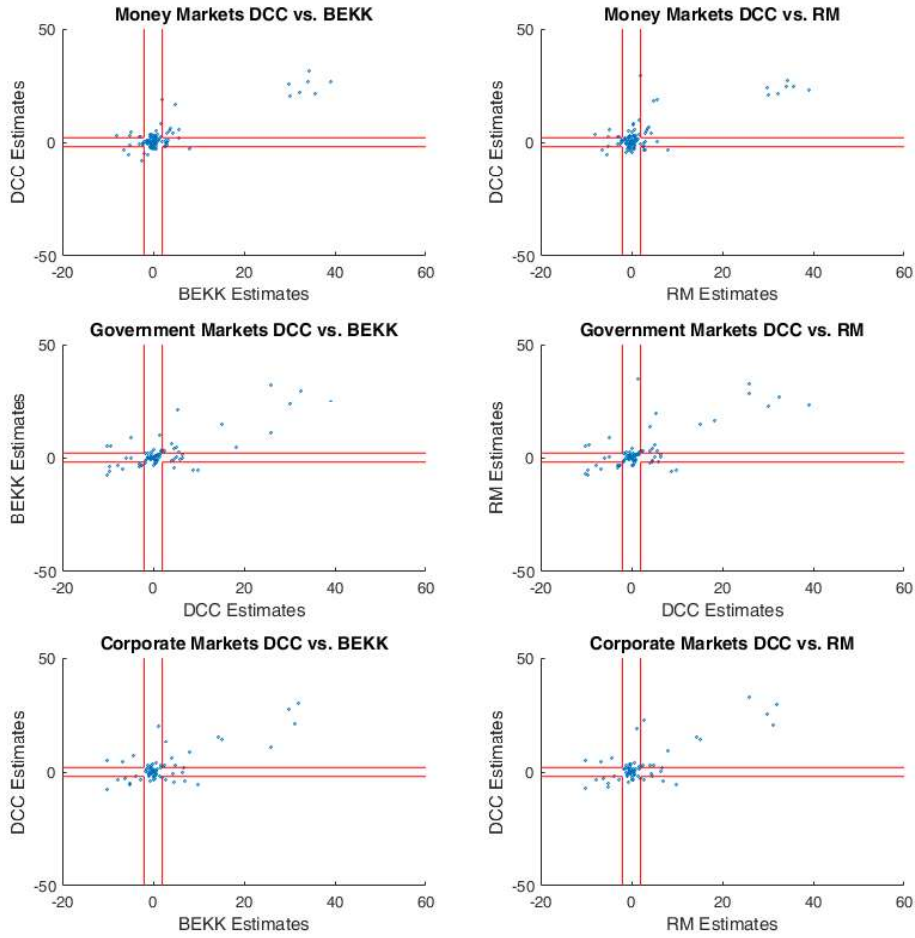 Money Markets DCC vs. BEKK
50
0
-50
DCC Estimates
-20 0 20 40 60
BEKK Estimates
Money Markets DCC vs. RM
50
0
-50
DCC Estimates
-20 0 20 40 60
RM Estimates
Government Markets DCC vs. BEKK
50
0
-50
BEKK Estimates
-20 0 20 40 60
DCC Estimates
Government Markets DCC vs. RM
50
0
-50
RM Estimates
-20 0 20 40 60
DCC Estimates
Corporate Markets DCC vs. BEKK
50
0
-50
DCC Estimates
-20 0 20 40 60
BEKK Estimates
Corporate Markets DCC vs. RM
50
0
-50
DCC Estimates
-20 0 20 40 60
RM Estimates